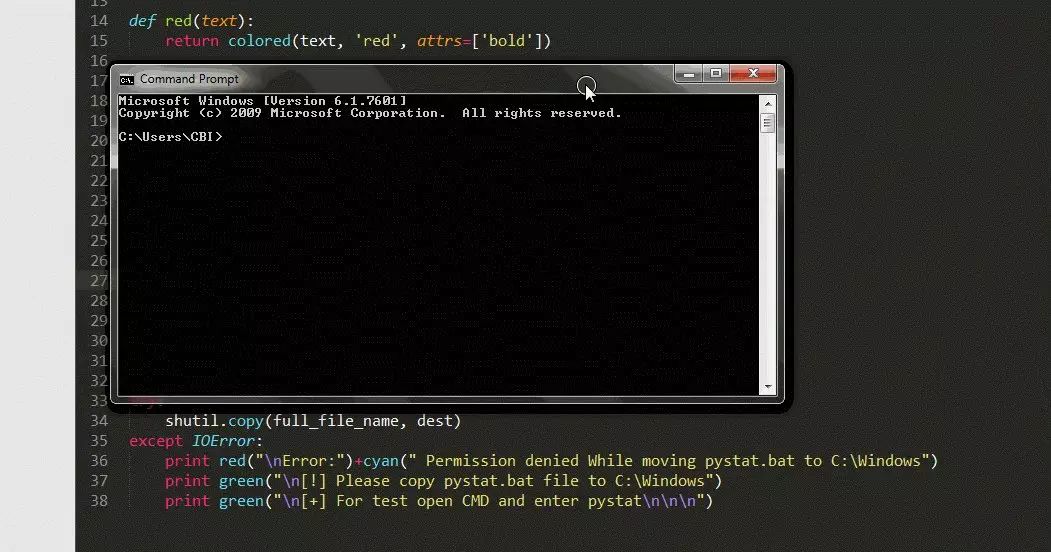 13
14 def red(text):
15 return colored(text, 'red', attrs=['bold'])
16
17
Command Prompt
18
Microsoft Windows [Version 6.1.7601]
19
Copyright (c) 2009 Microsoft Corporation.  All rights reserved.
20
C:\Users\CBI>
21
22
23
24
25
26
27
28
29
30
31
32
33
34 shutil.copy(full_file_name, dest)
35 except IOError:
36 print red("\nError:")+cyan(" Permission denied While moving pystat.bat to C:\Windows")
37 print green("\n[!] Please copy pystat.bat file to C:\Windows")
38 print green("\n[+] For test open CMD and enter pystat\n\n\n")